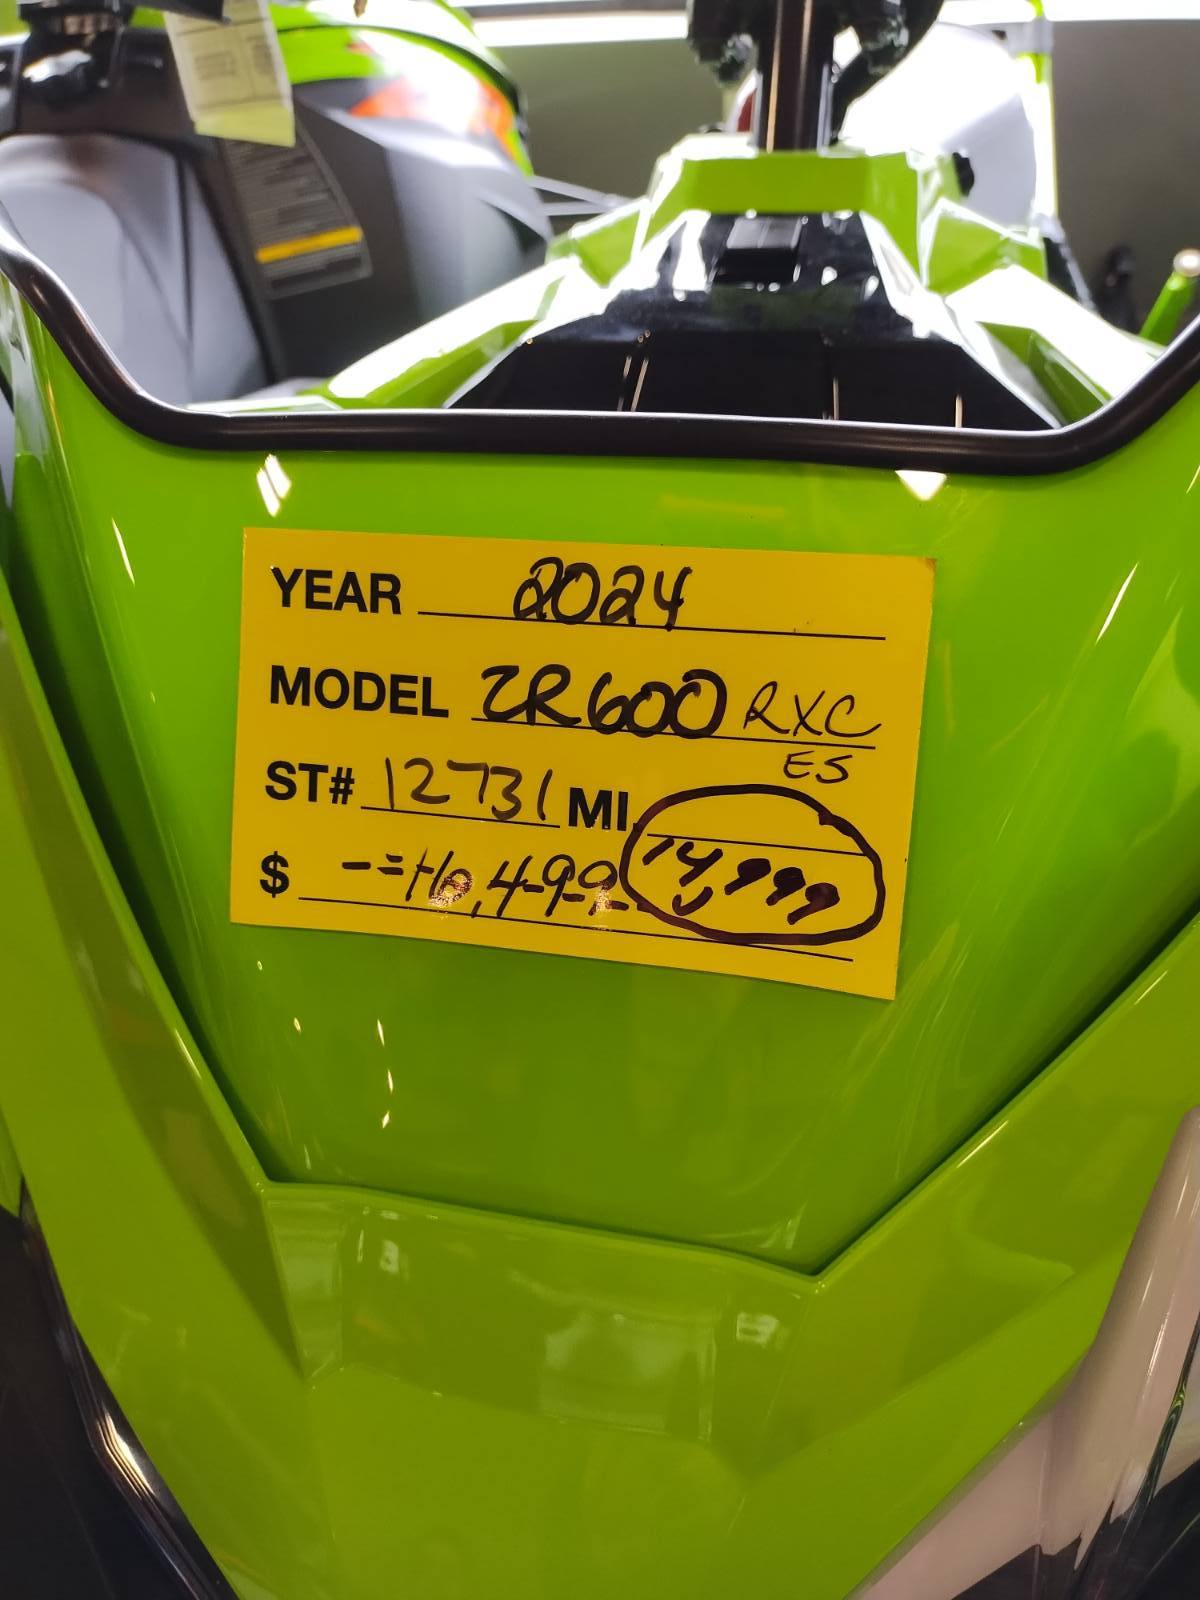 YEAR 2024
MODEL ZR600 RXC
ES
ST# 12731 MI.
$ 16,499 14,999